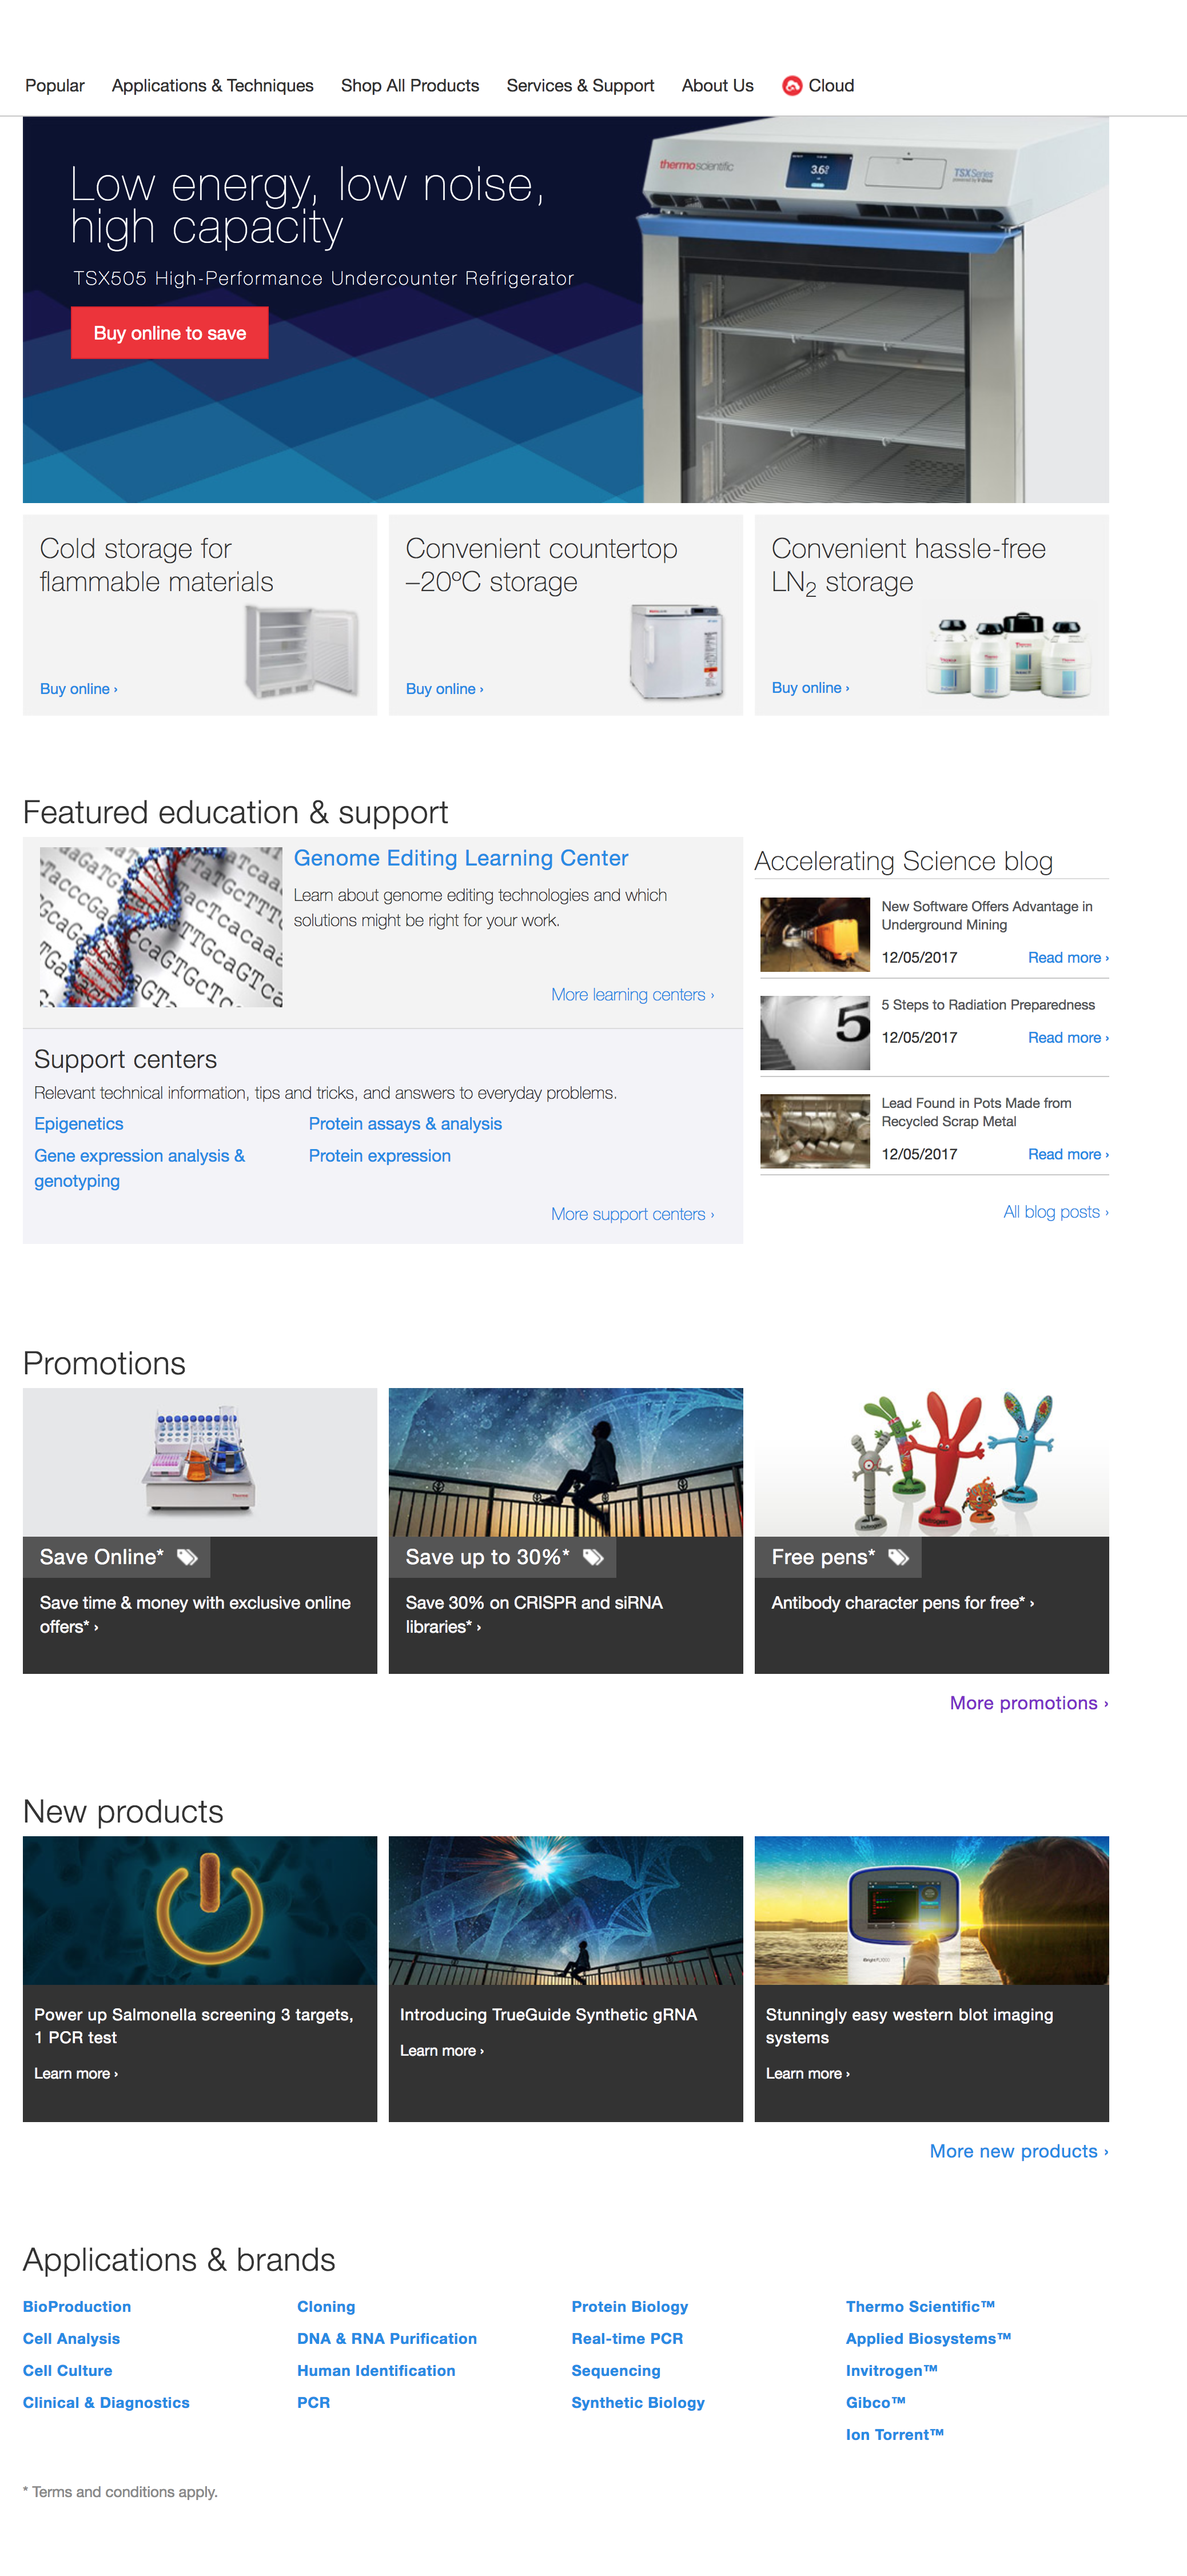 Popular
Applications & Techniques
Shop All Products
Services & Support
About Us
Cloud
Low energy, low noise,
high capacity
TSX505 High-Performance Undercounter Refrigerator
Buy online to save
thermoscientific
3.6°
TSX Series
Cold storage for
flammable materials
Buy online ›
Convenient countertop
–20ºC storage
Buy online ›
Convenient hassle-free
LN2 storage
Buy online ›
Featured education & support
Genome Editing Learning Center
Learn about genome editing technologies and which
solutions might be right for your work.
More learning centers ›
Support centers
Relevant technical information, tips and tricks, and answers to everyday problems.
Epigenetics
Protein assays & analysis
Gene expression analysis &
genotyping
Protein expression
More support centers ›
Accelerating Science blog
New Software Offers Advantage in
Underground Mining
12/05/2017
Read more ›
5
5 Steps to Radiation Preparedness
12/05/2017
Read more ›
Lead Found in Pots Made from
Recycled Scrap Metal
12/05/2017
Read more ›
All blog posts ›
Promotions
Save Online*
Save time & money with exclusive online
offers* ›
Save up to 30%*
Save 30% on CRISPR and siRNA
libraries* ›
Free pens*
Antibody character pens for free* ›
More promotions ›
New products
Power up Salmonella screening 3 targets,
1 PCR test
Learn more ›
Introducing TrueGuide Synthetic gRNA
Learn more ›
Stunningly easy western blot imaging
systems
Learn more ›
More new products ›
Applications & brands
BioProduction
Cell Analysis
Cell Culture
Clinical & Diagnostics
Cloning
DNA & RNA Purification
Human Identification
PCR
Protein Biology
Real-time PCR
Sequencing
Synthetic Biology
Thermo Scientific™
Applied Biosystems™
Invitrogen™
Gibco™
Ion Torrent™
* Terms and conditions apply.